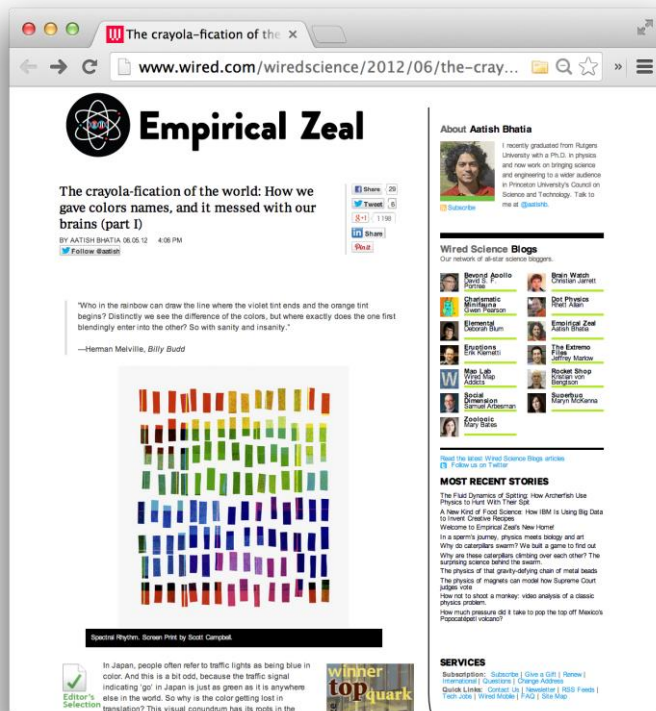 The crayola-fication of the
www.wired.com/wiredscience/2012/06/the-cray...
Empirical Zeal
The crayola-fication of the world: How we
gave colors names, and it messed with our
brains (part I)
BY AATISH BHATIA 06.05.12 4:06 PM
Follow @aatish
Share 29
Tweet 6
g+1 1198
in Share
Pin it
"Who in the rainbow can draw the line where the violet tint ends and the orange tint
begins? Distinctly we see the difference of the colors, but where exactly does the one first
blendingly enter into the other? So with sanity and insanity."
—Herman Melville, Billy Budd
Spectral Rhythm. Screen Print by Scott Campbell.
Editor's
Selection
In Japan, people often refer to traffic lights as being blue in
color. And this is a bit odd, because the traffic signal
indicating 'go' in Japan is just as green as it is anywhere
else in the world. So why is the color getting lost in
translation? This visual conundrum has its roots in the
winner
top quark
About Aatish Bhatia
I recently graduated from Rutgers
University with a Ph.D. in physics
and now work on bringing science
and engineering to a wider audience
in Princeton University's Council on
Science and Technology. Talk to
me at @aatishb.
Subscribe
Wired Science Blogs
Our network of all-star science bloggers.
Beyond Apollo
David S. F.
Portree
Brain Watch
Christian Jarrett
Charismatic
Minifauna
Gwen Pearson
Dot Physics
Rhett Allain
Elemental
Deborah Blum
Empirical Zeal
Aatish Bhatia
Eruptions
Erik Klemetti
The Extremo
Files
Jeffrey Marlow
Map Lab
Wired Map
Addicts
Rocket Shop
Kristian von
Bengtson
Social
Dimension
Samuel Arbesman
Superbug
Maryn McKenna
Zoologic
Mary Bates
Read the latest Wired Science Blogs articles
Follow us on Twitter
MOST RECENT STORIES
The Fluid Dynamics of Spitting: How Archerfish Use
Physics to Hunt With Their Spit
A New Kind of Food Science: How IBM Is Using Big Data
to Invent Creative Recipes
Welcome to Empirical Zeal's New Home!
In a sperm's journey, physics meets biology and art
Why do caterpillars swarm? We built a game to find out
Why are these caterpillars climbing over each other? The
surprising science behind the swarm.
The physics of that gravity-defying chain of metal beads
The physics of magnets can model how Supreme Court
judges vote
How not to shoot a monkey: video analysis of a classic
physics problem.
How much pressure did it take to pop the top off Mexico's
Popocatépetl volcano?
SERVICES
Subscription: Subscribe | Give a Gift | Renew |
International | Questions | Change Address
Quick Links: Contact Us | Newsletter | RSS Feeds |
Tech Jobs | Wired Mobile | FAQ | Site Map